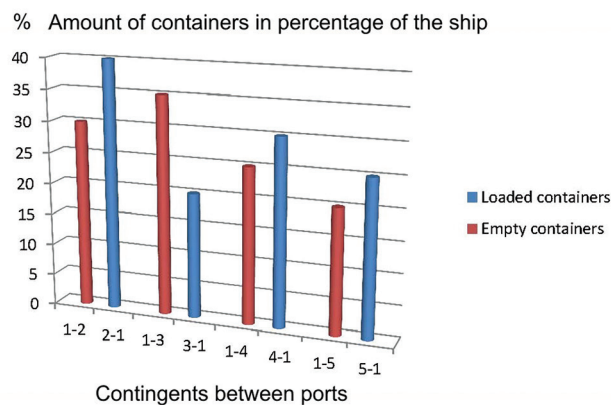 % Amount of containers in percentage of the ship
40
35
30
25
20
15
10
5
0
1-2 2-1 1-3 3-1 1-4 4-1 1-5 5-1
Loaded containers
Empty containers
Contingents between ports